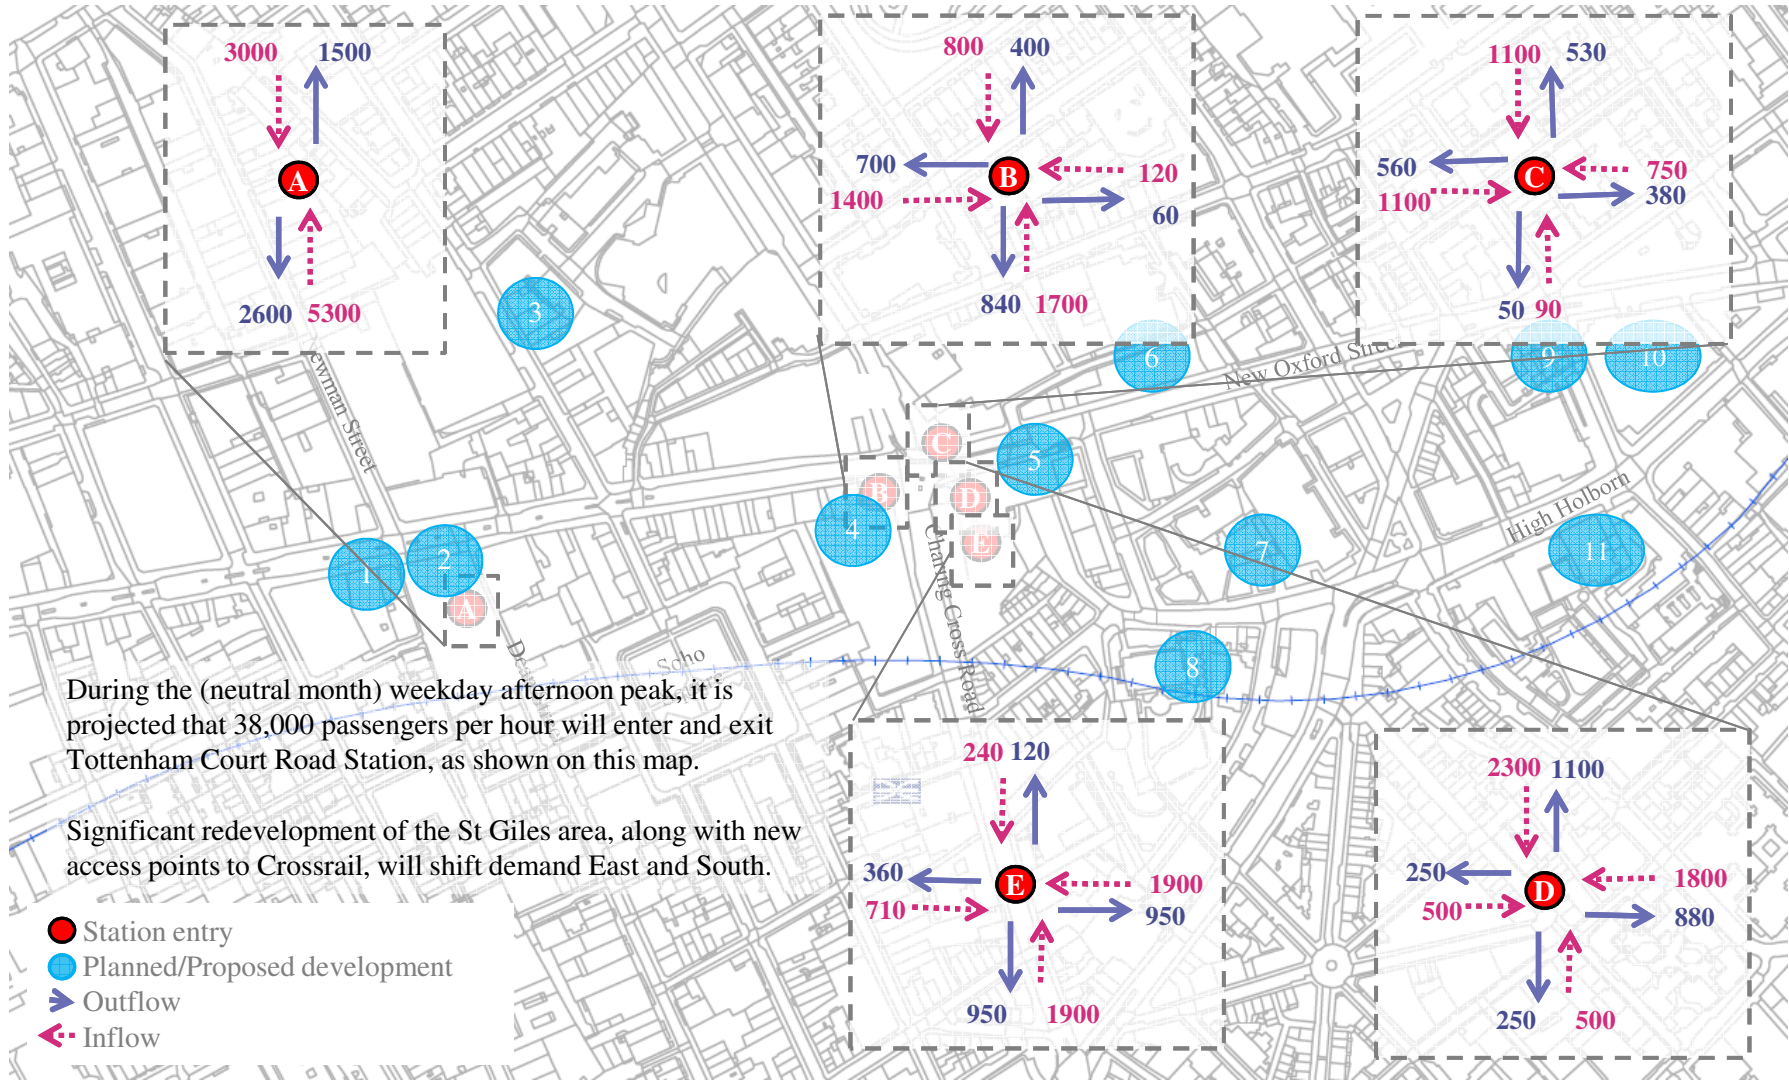 3000 1500
A
2600 5300
800 400
700 B 120
1400 60
840 1700
1100 530
560 C 750
1100 380
50 90
3
6
New Oxford Stree
9 10
ewman Street
C
5
B D
4
E
High Holborn
7
11
1 2
A
Charing Cross Road
De
Soho
8
During the (neutral month) weekday afternoon peak, it is
projected that 38,000 passengers per hour will enter and exit
Tottenham Court Road Station, as shown on this map.
Significant redevelopment of the St Giles area, along with new
access points to Crossrail, will shift demand East and South.
240 120
360 E 1900
710 950
950 1900
2300 1100
250 D 1800
500 880
250 500
Station entry
Planned/Proposed development
Outflow
Inflow